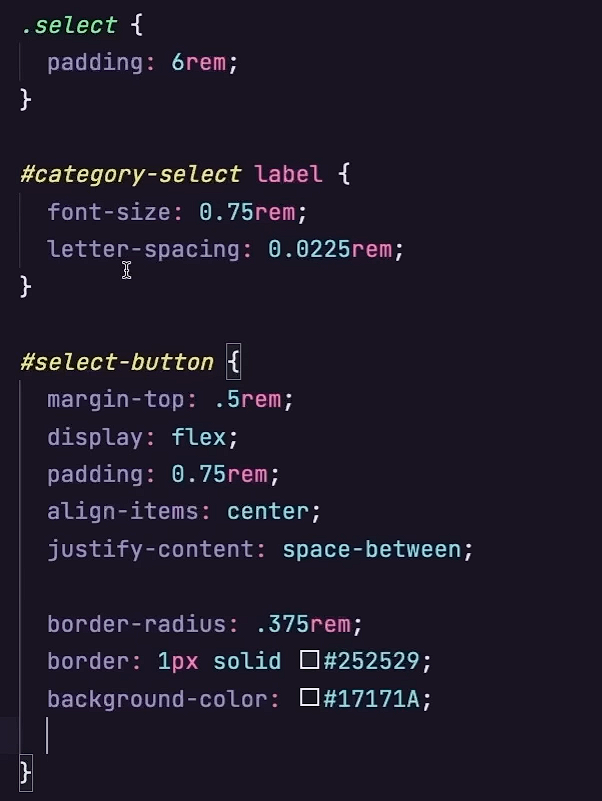 .select {
padding: 6rem;
}
#category-select label {
font-size: 0.75rem;
letter-spacing: 0.0225rem;
}
#select-button {
margin-top: .5rem;
display: flex;
padding: 0.75rem;
align-items: center;
justify-content: space-between;
border-radius: .375rem;
border: 1px solid #252529;
background-color: #17171A;
}